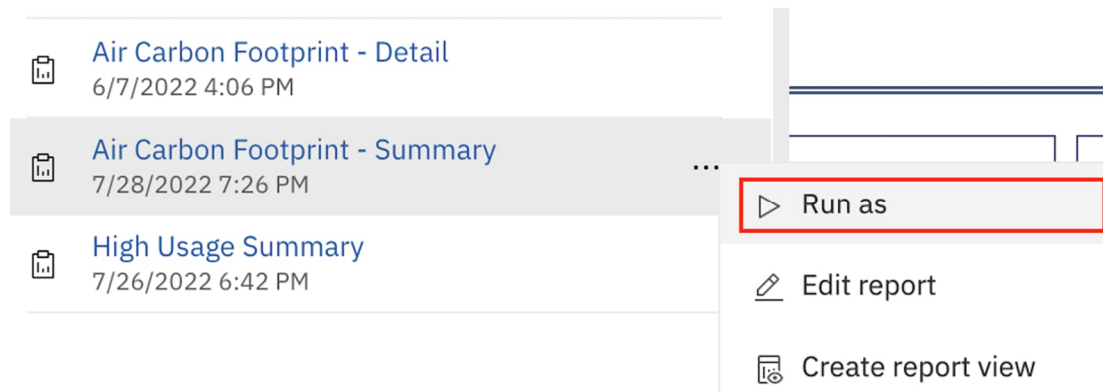 Air Carbon Footprint - Detail
6/7/2022 4:06 PM
Air Carbon Footprint - Summary
7/28/2022 7:26 PM
...
High Usage Summary
7/26/2022 6:42 PM
Run as
Edit report
Create report view